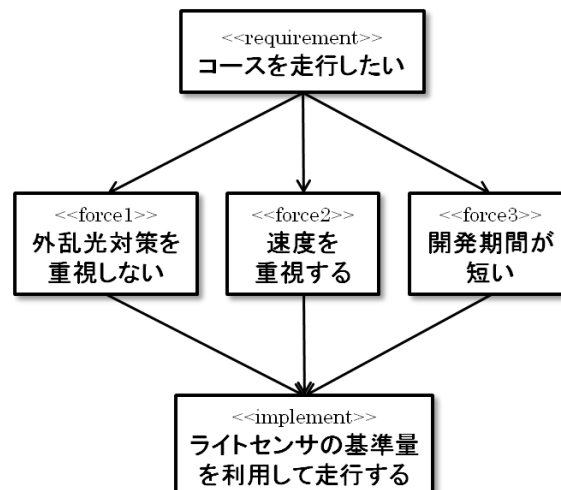 <<requirement>>
コースを走行したい
<<force1>>
外乱光対策を
重視しない
<<force2>>
速度を
重視する
<<force3>>
開発期間が
短い
<<implement>>
ライトセンサの基準量
を利用して走行する